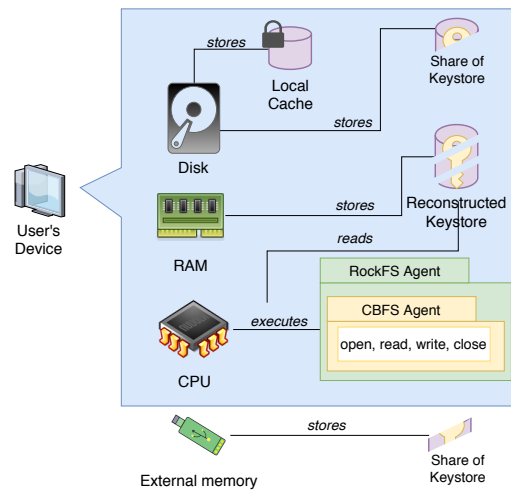 stores
Local
Cache
stores
Share of
Keystore
Disk
User's
Device
stores
Reconstructed
Keystore
RAM
reads
RockFS Agent
CBFS Agent
executes
open, read, write, close
CPU
stores
External memory
Share of
Keystore